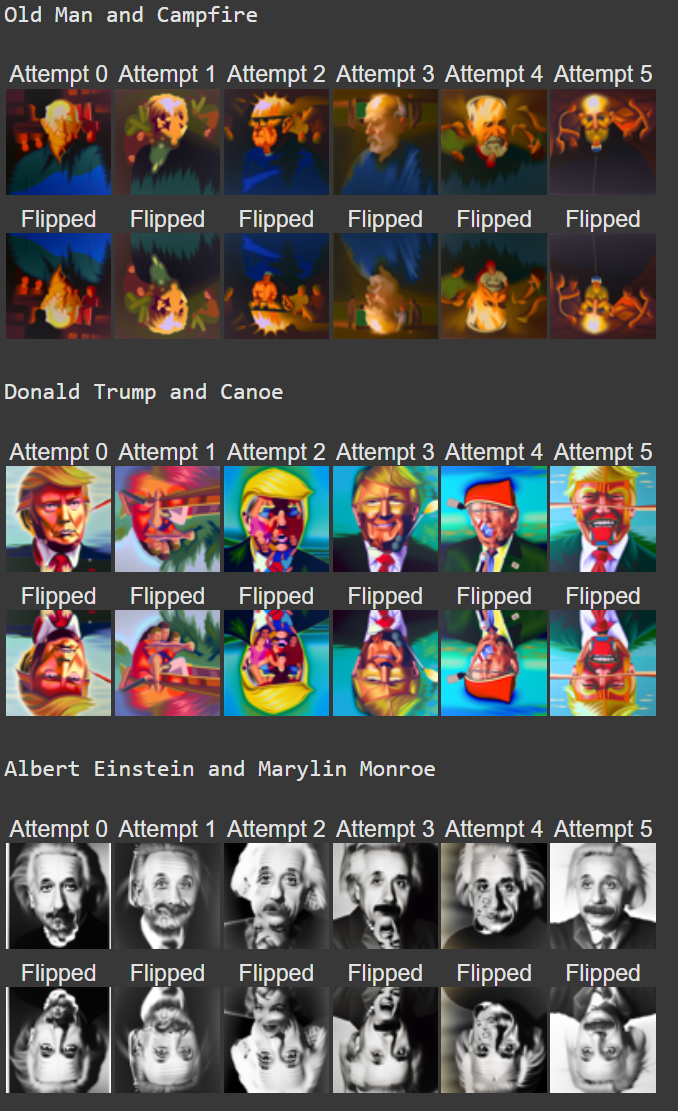 Old Man and Campfire
Attempt 0 Attempt 1 Attempt 2 Attempt 3 Attempt 4 Attempt 5
Flipped Flipped Flipped Flipped Flipped Flipped
Donald Trump and Canoe
Attempt 0 Attempt 1 Attempt 2 Attempt 3 Attempt 4 Attempt 5
Flipped Flipped Flipped Flipped Flipped Flipped
Albert Einstein and Marylin Monroe
Attempt 0 Attempt 1 Attempt 2 Attempt 3 Attempt 4 Attempt 5
Flipped Flipped Flipped Flipped Flipped Flipped